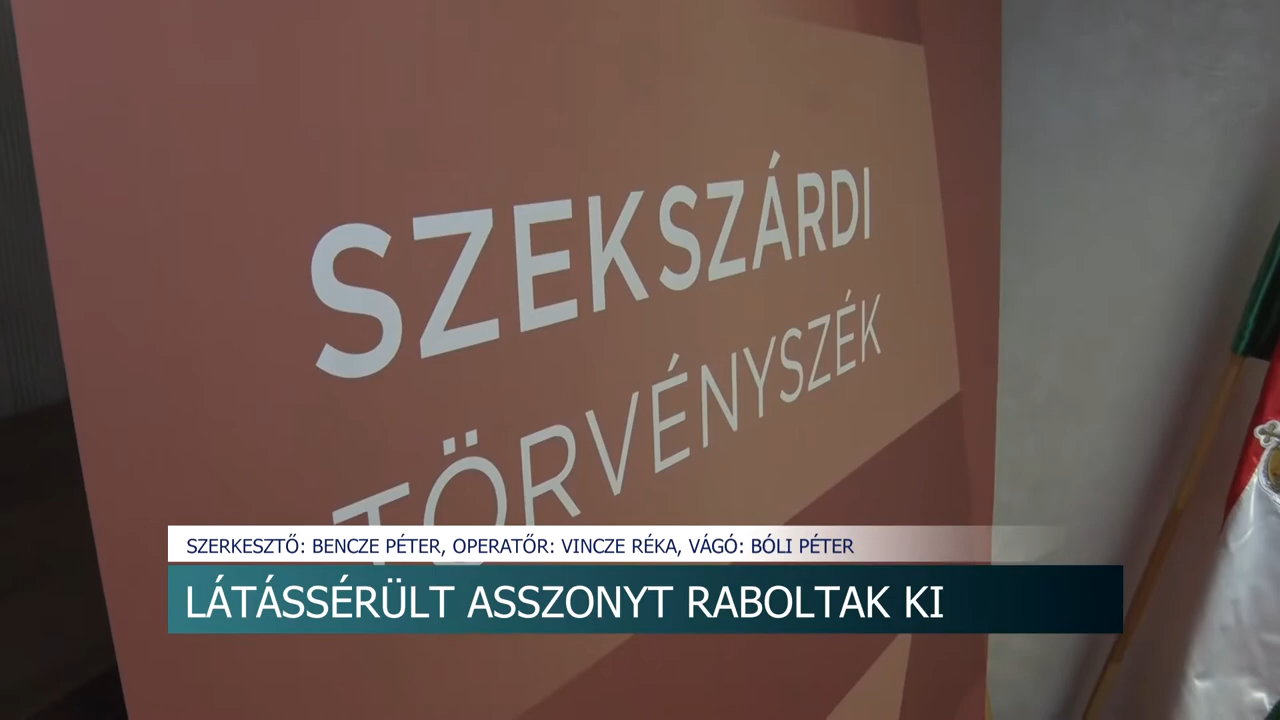 SZEKSZÁRDI
TÖRVÉNYSZÉK
SZERKESZTŐ: BENCZE PÉTER, OPERATŐR: VINCZE RÉKA, VÁGÓ: BÓLI PÉTER
LÁTÁSSÉRÜLT ASSZONYT RABOLTAK KI